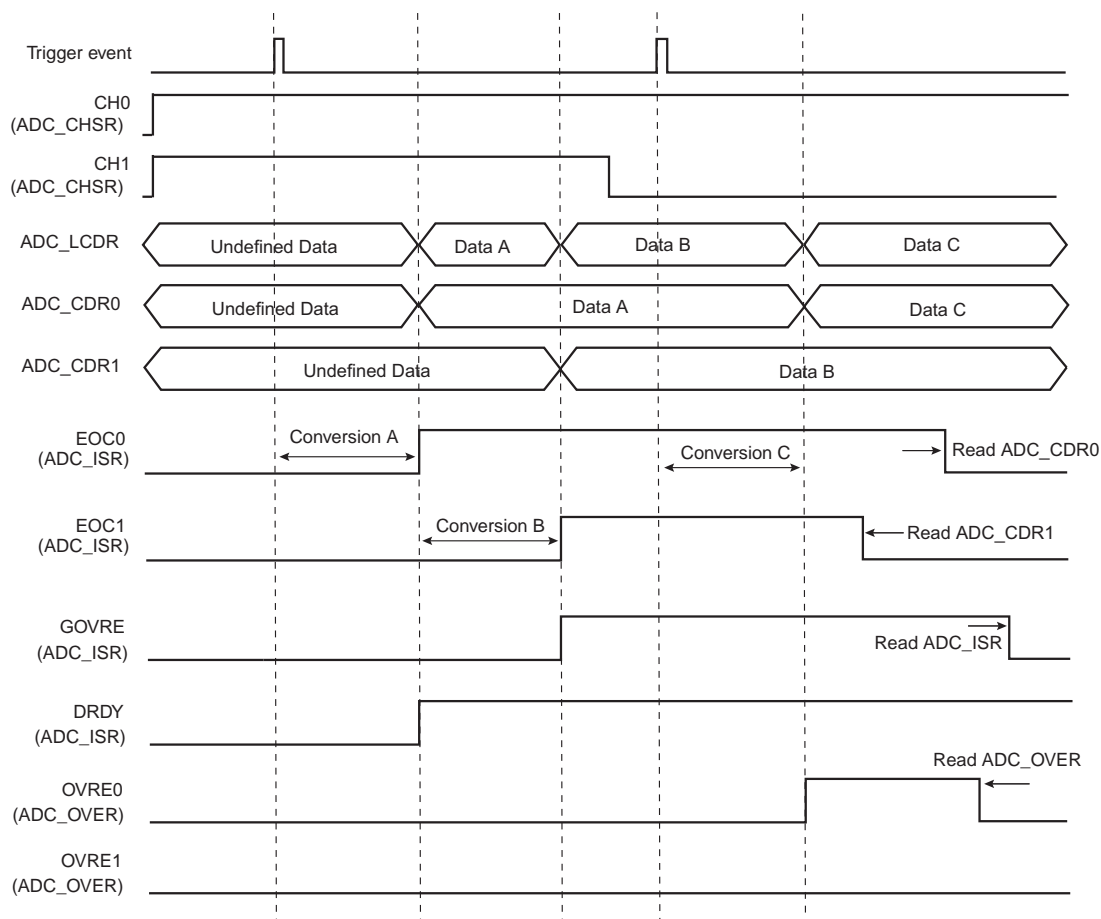 Trigger event
CH0
(ADC_CHSR)
CH1
(ADC_CHSR)
ADC_LCDR
Undefined Data
Data A
Data B
Data C
ADC_CDR0
Undefined Data
Data A
Data C
ADC_CDR1
Undefined Data
Data B
EOC0
(ADC_ISR)
Conversion A
Conversion C
Read ADC_CDR0
EOC1
(ADC_ISR)
Conversion B
Read ADC_CDR1
GOVRE
(ADC_ISR)
Read ADC_ISR
DRDY
(ADC_ISR)
Read ADC_OVER
OVRE0
(ADC_OVER)
OVRE1
(ADC_OVER)